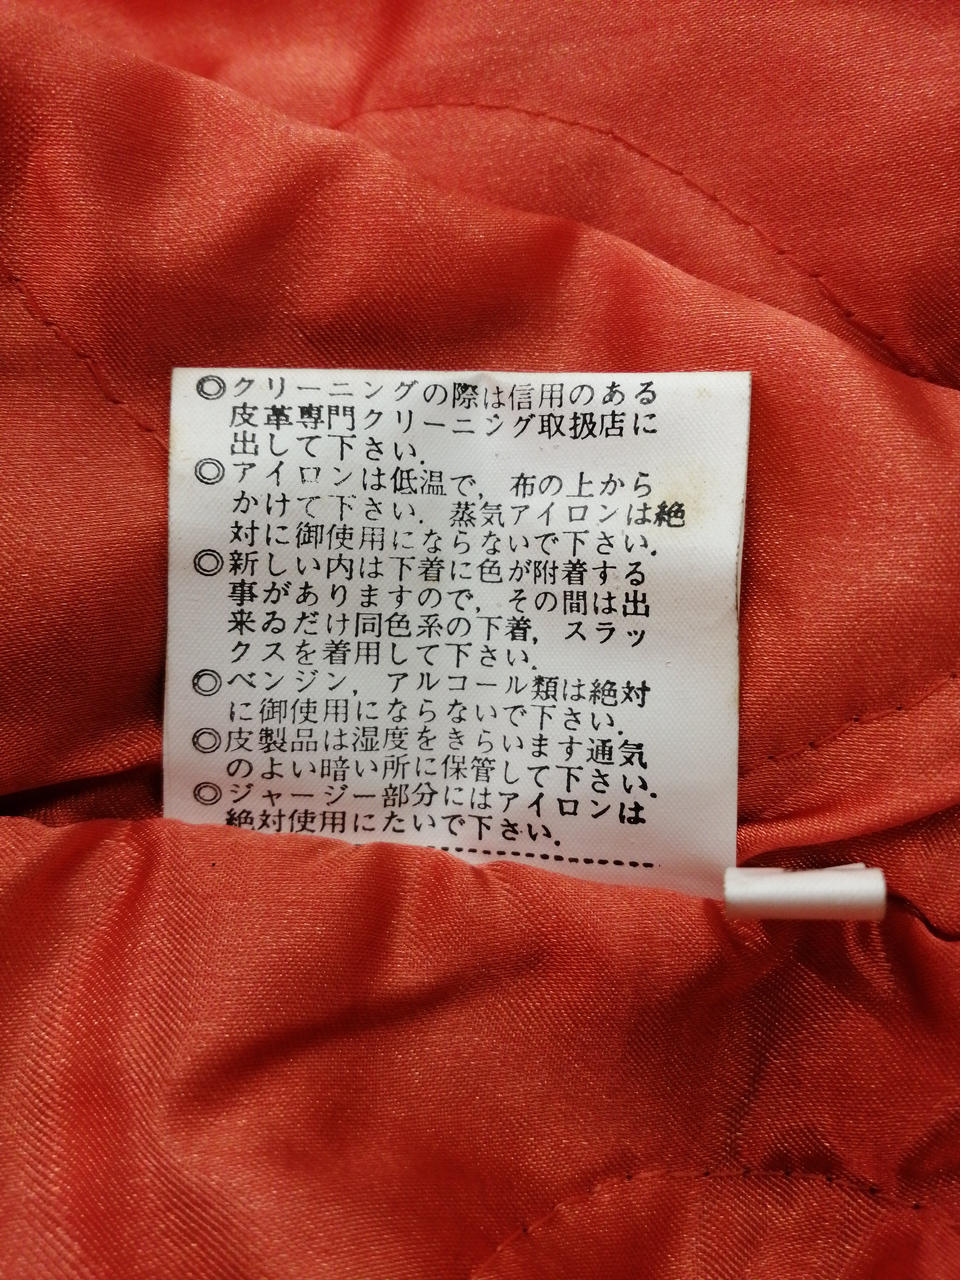 ◎クリーニングの際は信用のある
皮革専門クリーニング取扱店に
出して下さい.
◎アイロンは低温で, 布の上から
かけて下さい. 蒸気アイロンは絶
対に御使用にならないで下さい.
◎新しい内は下着に色が附着する
事がありますので, その間は出
来ゐだけ同色系の下着, スラッ
クスを着用して下さい.
◎ベンジン, アルコール類は絶対
に御使用にならないで下さい.
◎皮製品は湿度をきらいます通気
のよい暗い所に保管して下さい.
◎ジャージー部分にはアイロンは
絶対使用にたいで下さい.